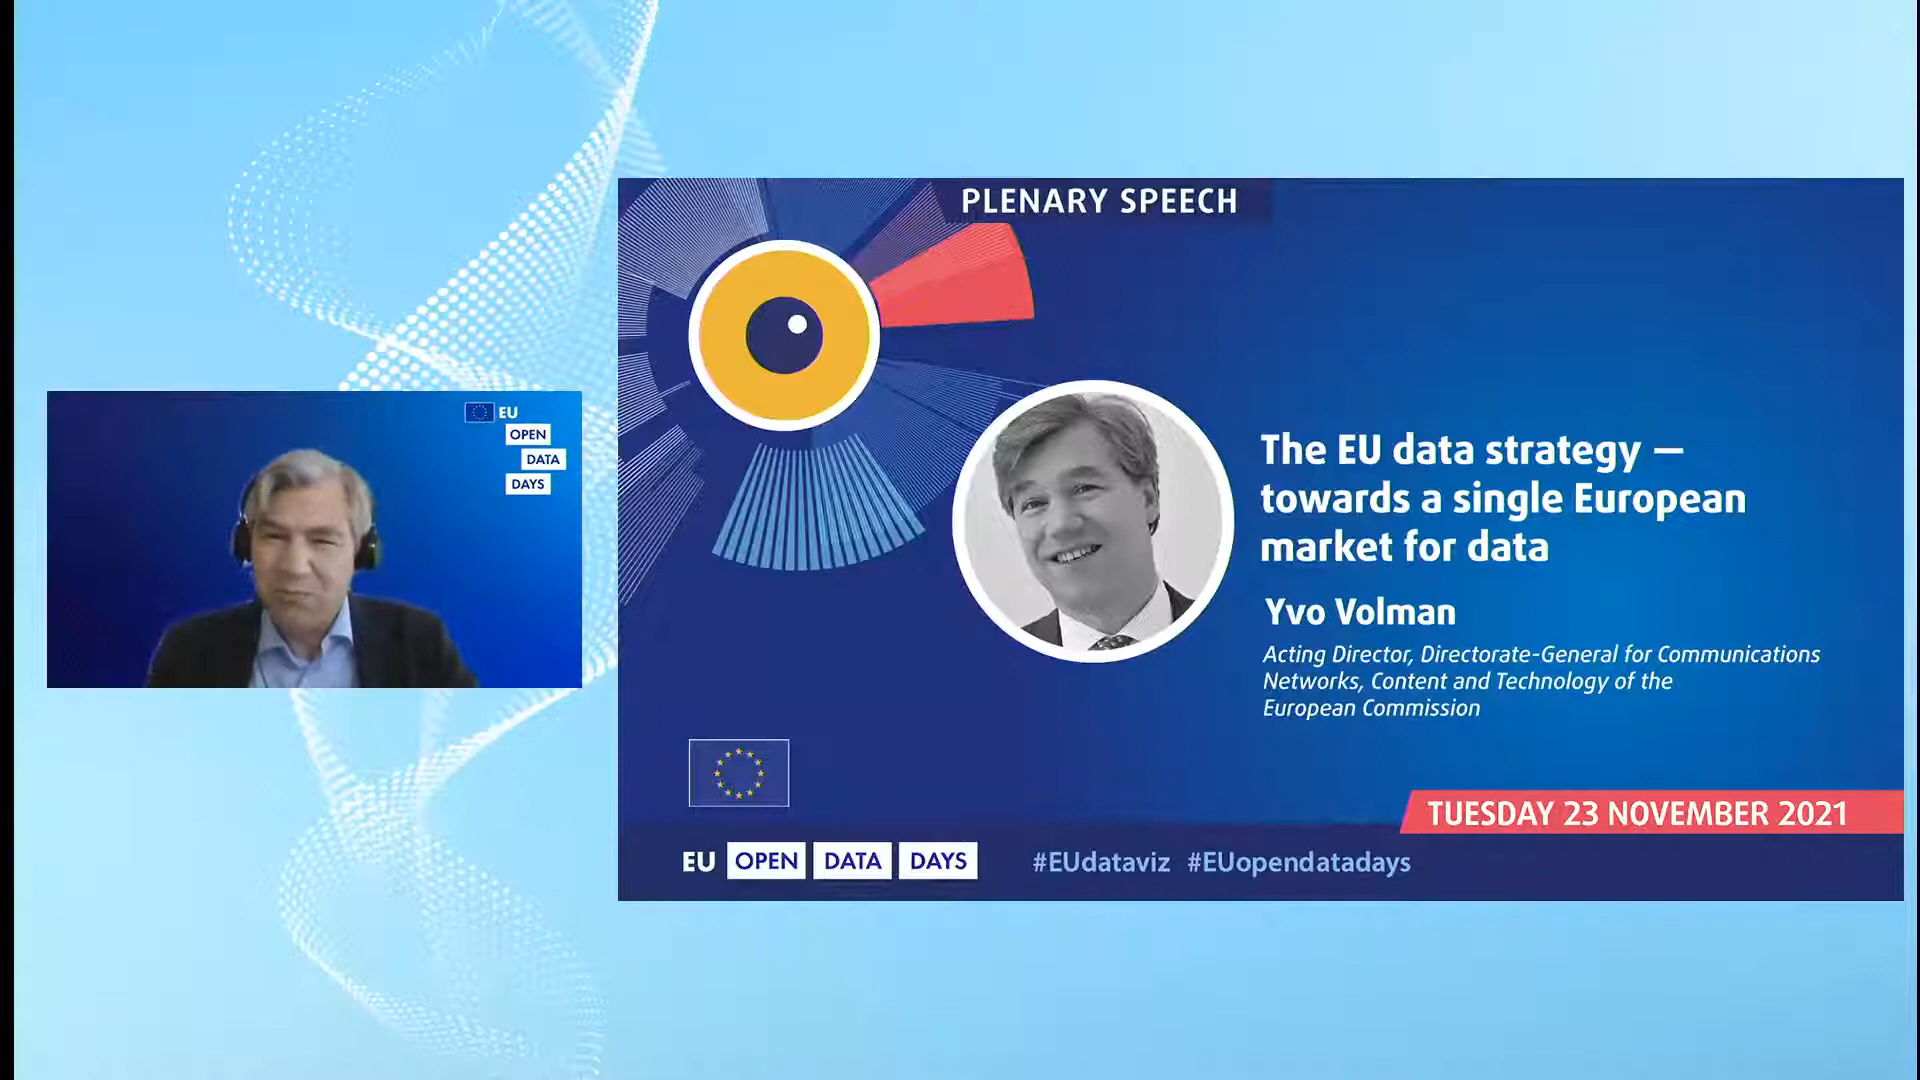 EU
OPEN
DATA
DAYS
PLENARY SPEECH
The EU data strategy —
towards a single European
market for data
Yvo Volman
Acting Director, Directorate-General for Communications
Networks, Content and Technology of the
European Commission
TUESDAY 23 NOVEMBER 2021
EU OPEN DATA DAYS #EUdataviz #EUopendatadays